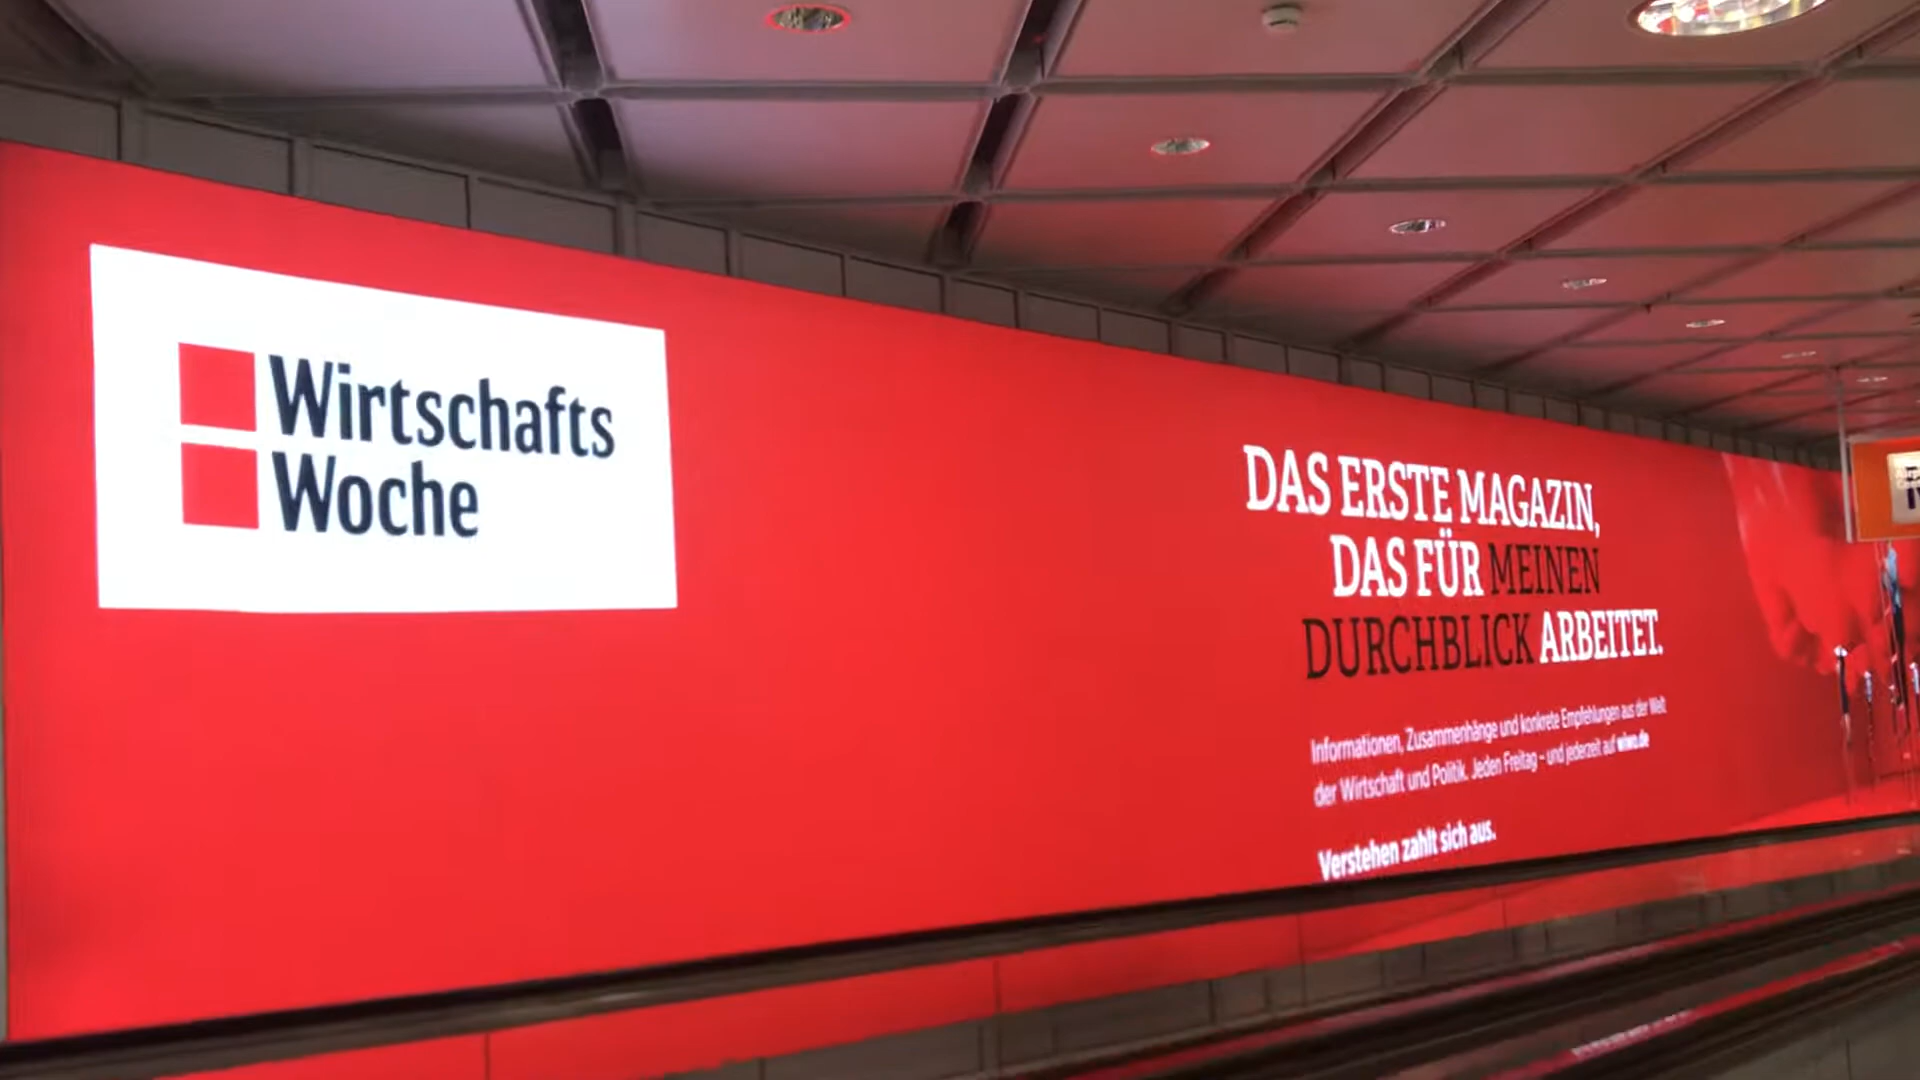 Wirtschafts
Woche
DAS ERSTE MAGAZIN,
DAS FÜR MEINEN
DURCHBLICK ARBEITET.
Informationen, Zusammenhänge und konkrete Empfehlungen aus der Welt
der Wirtschaft und Politik. Jeden Freitag – und jederzeit auf wiwo.de
Verstehen zahlt sich aus.